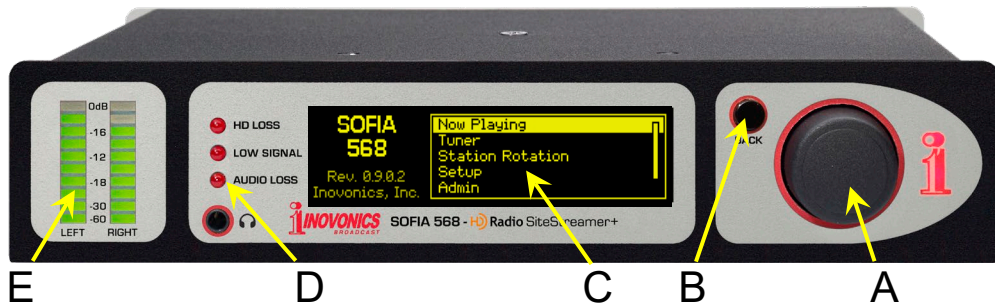 0dB
-16
-12
-18
-30
-60
LEFT RIGHT
HD LOSS
LOW SIGNAL
AUDIO LOSS
SOFIA
568
Rev. 0.9.0.2
Inovonics, Inc.
Now Playing
Tuner
Station Rotation
Setup
Admin
INOVONICS
BROADCAST
SOFIA 568 - HD Radio SiteStreamer+
BACK
i
E
D
C
B
A